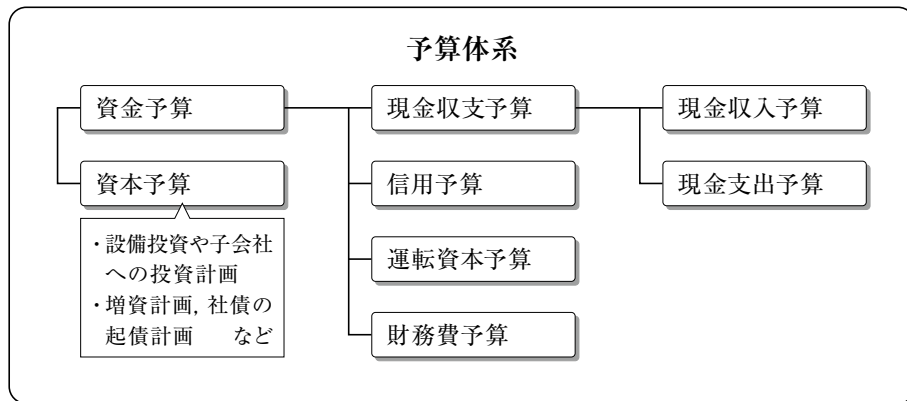 予算体系
資金予算
現金収支予算
現金収入予算
資本予算
信用予算
現金支出予算
・設備投資や子会社
への投資計画
・増資計画, 社債の
起債計画 など
運転資本予算
財務費予算